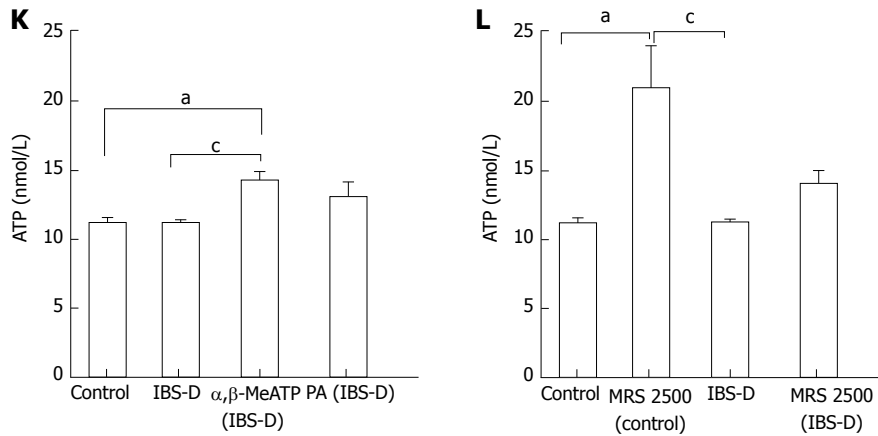 K
25
20
15
10
5
0
ATP (nmol/L)
a
c
Control IBS-D α,β-MeATP PA (IBS-D)
(IBS-D)
L
25
20
15
10
5
0
ATP (nmol/L)
a c
Control MRS 2500 IBS-D MRS 2500
(control) (IBS-D)